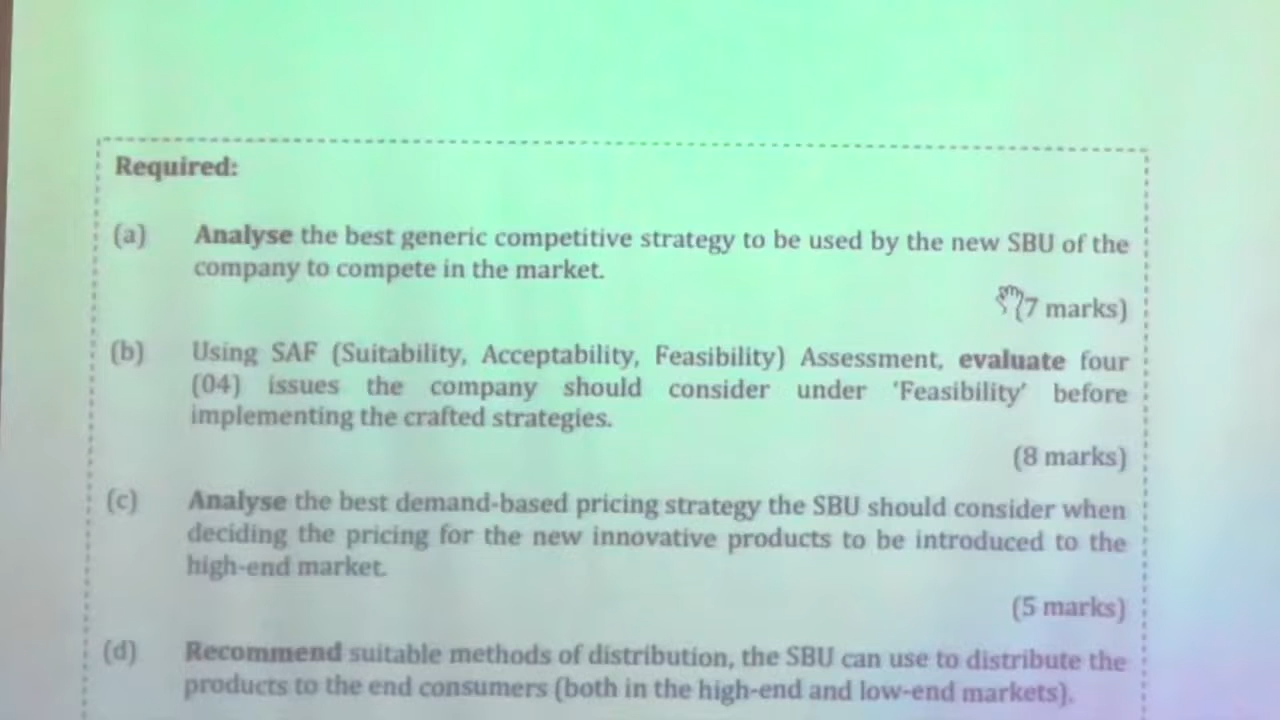 Required:
(a) Analyse the best generic competitive strategy to be used by the new SBU of the
company to compete in the market.
(7 marks)
(b) Using SAF (Suitability, Acceptability, Feasibility) Assessment, evaluate four
(04) issues the company should consider under 'Feasibility' before
implementing the crafted strategies.
(8 marks)
(c) Analyse the best demand-based pricing strategy the SBU should consider when
deciding the pricing for the new innovative products to be introduced to the
high-end market.
(5 marks)
(d) Recommend suitable methods of distribution, the SBU can use to distribute the
products to the end consumers (both in the high-end and low-end markets).